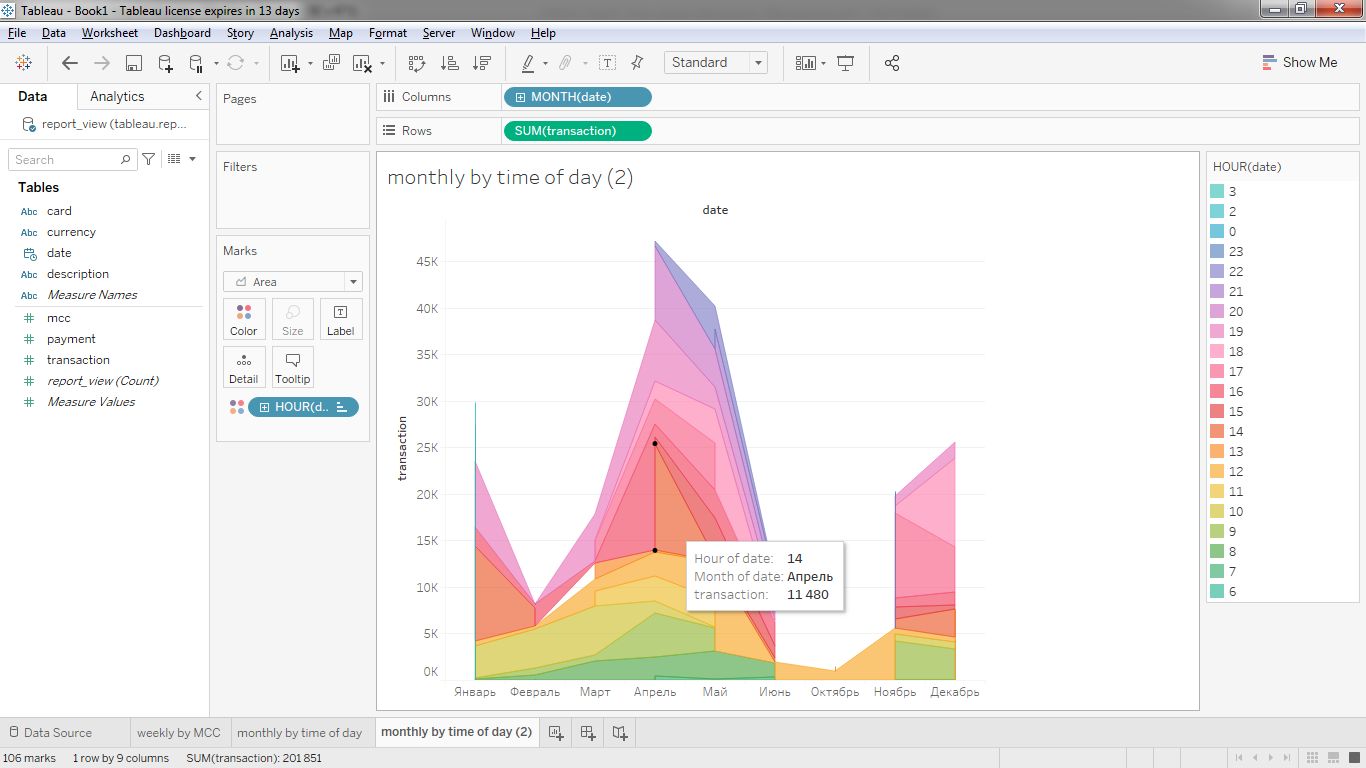 Tableau - Book1 - Tableau license expires in 13 days
File Data Worksheet Dashboard Story Analysis Map Format Server Window Help
Standard
Show Me
Data Analytics
report_view (tableau.rep...
Search
Tables
Abc card
Abc currency
date
Abc description
Abc Measure Names
mcc
payment
transaction
report_view (Count)
Measure Values
Pages
Filters
Marks
Area
Color Size Label
Detail Tooltip
HOUR(d..
Columns MONTH(date)
Rows SUM(transaction)
monthly by time of day (2)
date
transaction
45K
40K
35K
30K
25K
20K
15K
10K
5K
0K
Январь Февраль Март Апрель Май Июнь Октябрь Ноябрь Декабрь
Hour of date: 14
Month of date: Апрель
transaction: 11 480
HOUR(date)
3
2
0
23
22
21
20
19
18
17
16
15
14
13
12
11
10
9
8
7
6
Data Source weekly by MCC monthly by time of day monthly by time of day (2)
106 marks 1 row by 9 columns SUM(transaction): 201 851